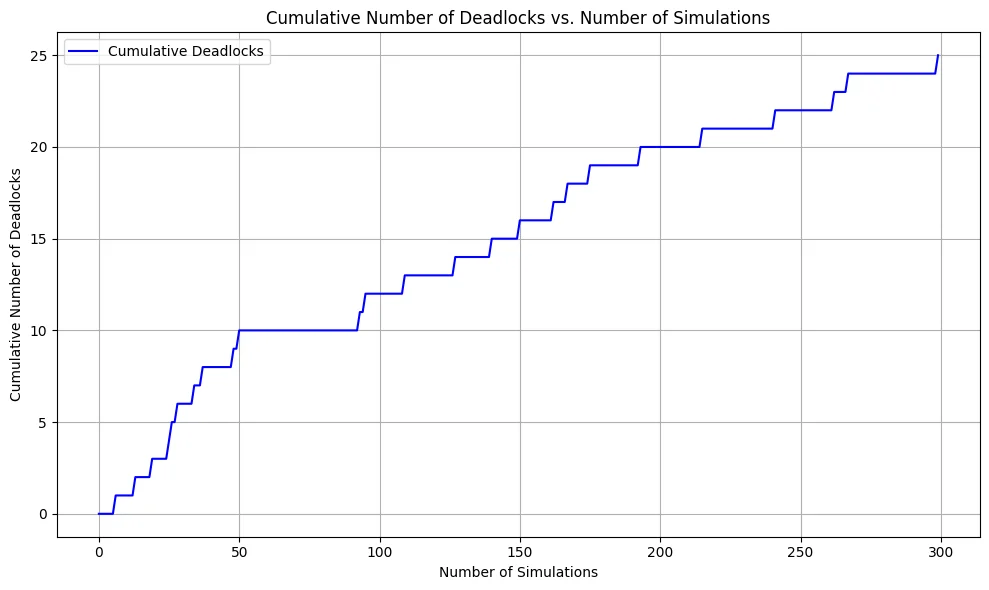 Cumulative Number of Deadlocks vs. Number of Simulations
Cumulative Deadlocks
Cumulative Number of Deadlocks
25
20
15
10
5
0
0 50 100 150 200 250 300
Number of Simulations